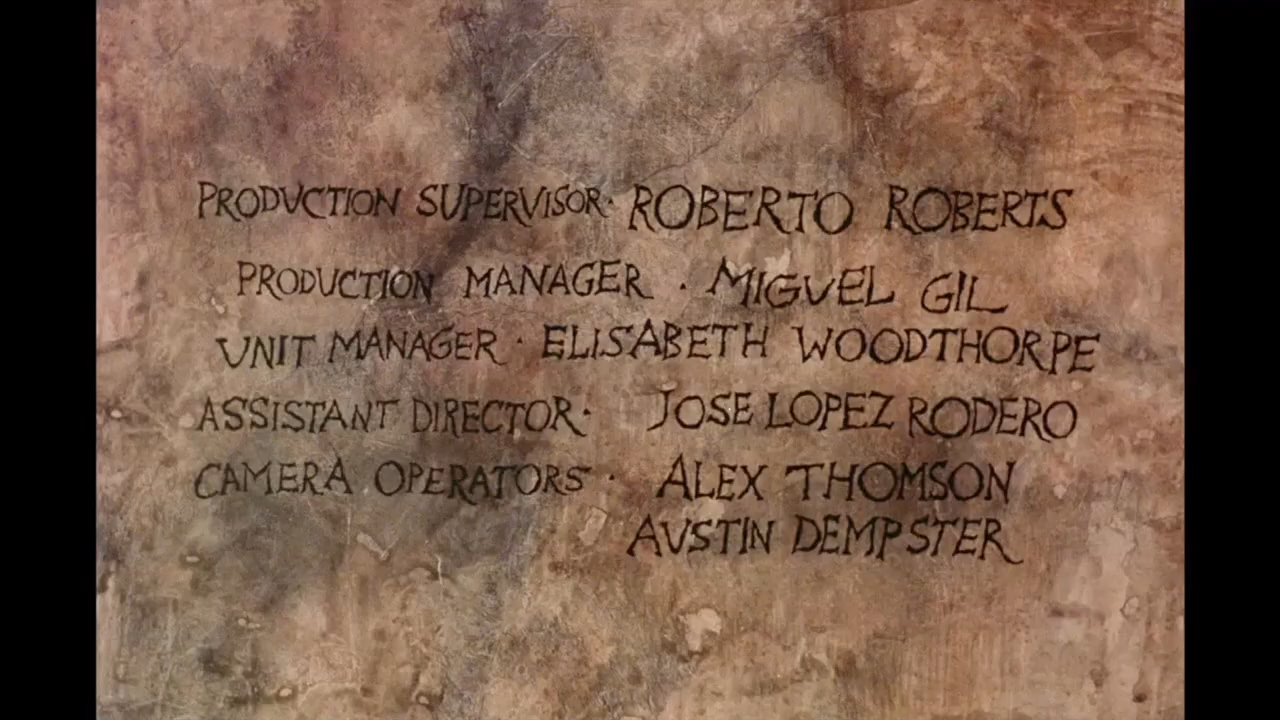 PRODUCTION SUPERVISOR · ROBERTO ROBERTS
PRODUCTION MANAGER · MIGUEL GIL
UNIT MANAGER · ELISABETH WOODTHORPE
ASSISTANT DIRECTOR · JOSE LOPEZ RODERO
CAMERA OPERATORS · ALEX THOMSON
AUSTIN DEMPSTER